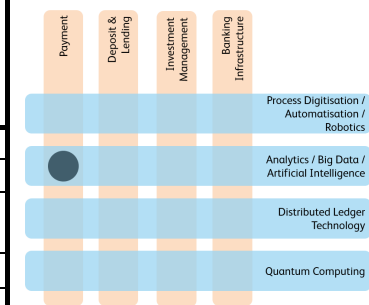 Payment
Deposit &
Lending
Investment
Management
Banking
Infrastructure
Process Digitisation /
Automatisation /
Robotics
Analytics / Big Data /
Artificial Intelligence
Distributed Ledger
Technology
Quantum Computing